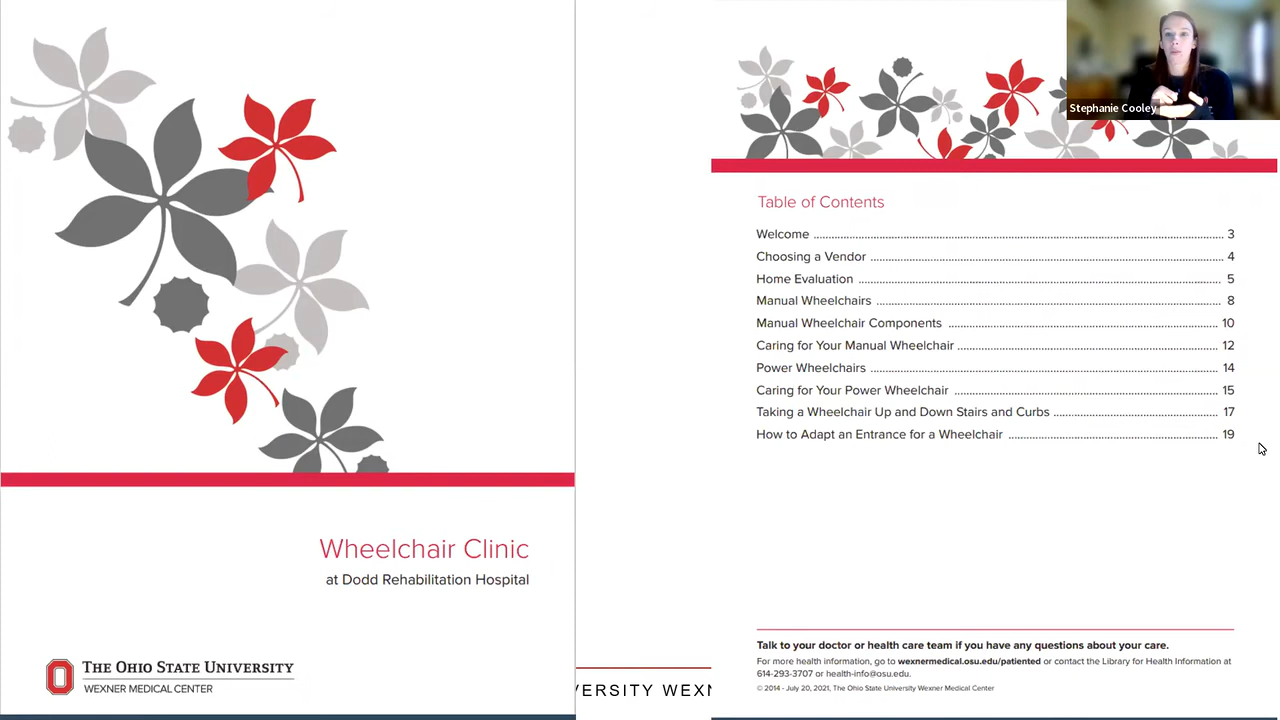 Wheelchair Clinic
at Dodd Rehabilitation Hospital
THE OHIO STATE UNIVERSITY
WEXNER MEDICAL CENTER
VERSITY WEXN
Stephanie Cooley
Table of Contents
Welcome ........ 3
Choosing a Vendor ........ 4
Home Evaluation ........ 5
Manual Wheelchairs ........ 8
Manual Wheelchair Components ........ 10
Caring for Your Manual Wheelchair ........ 12
Power Wheelchairs ........ 14
Caring for Your Power Wheelchair ........ 15
Taking a Wheelchair Up and Down Stairs and Curbs ........ 17
How to Adapt an Entrance for a Wheelchair ........ 19
Talk to your doctor or health care team if you have any questions about your care.
For more health information, go to wexnermedical.osu.edu/patiented or contact the Library for Health Information at
614-293-3707 or health-info@osu.edu.
© 2014 - July 20, 2021, The Ohio State University Wexner Medical Center